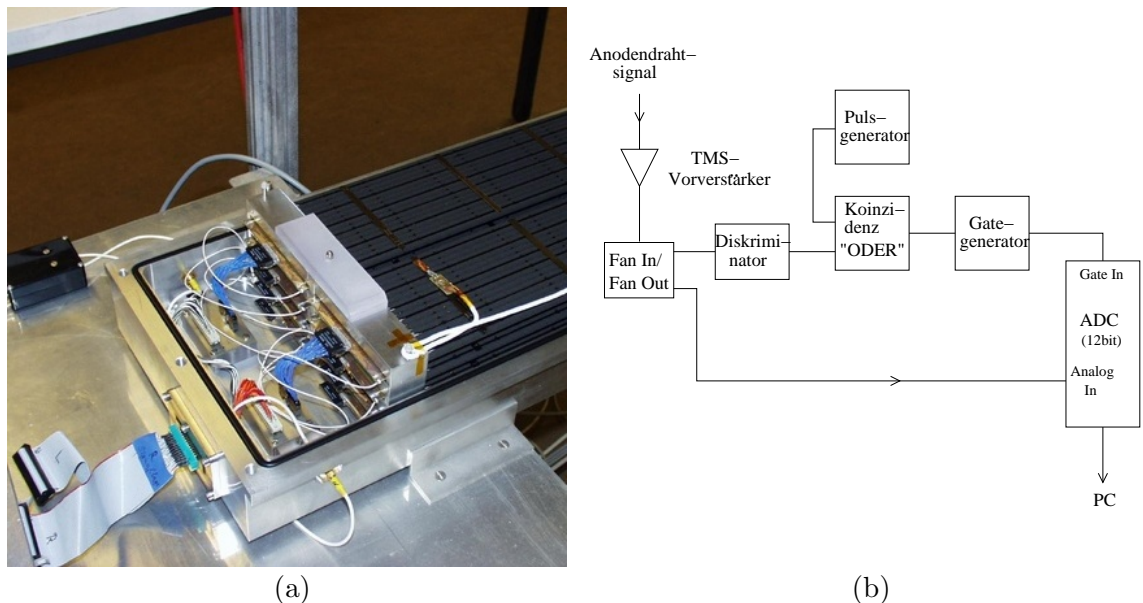 Anodendraht–
signal
TMS–
Vorverstärker
Puls–
generator
Koinzi–
denz
"ODER"
Gate–
generator
Diskrimi–
nator
Fan In/
Fan Out
Gate In
ADC
(12bit)
Analog
In
PC
L
R
(a)
(b)